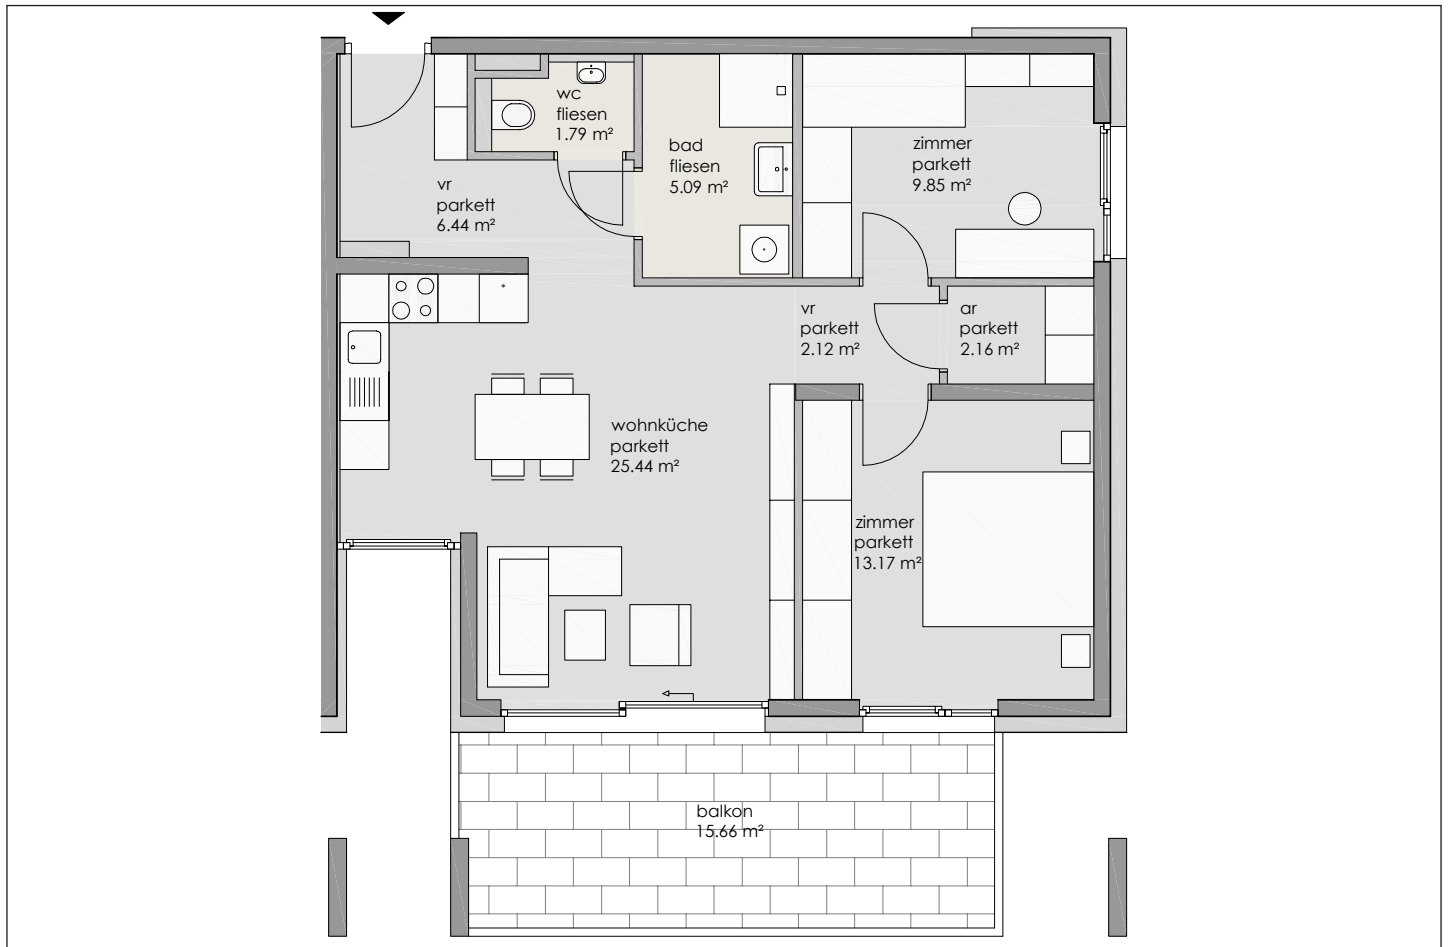 wc
fliesen
1.79 m²
bad
fliesen
5.09 m²
zimmer
parkett
9.85 m²
vr
parkett
6.44 m²
vr
parkett
2.12 m²
ar
parkett
2.16 m²
wohnküche
parkett
25.44 m²
zimmer
parkett
13.17 m²
balkon
15.66 m²